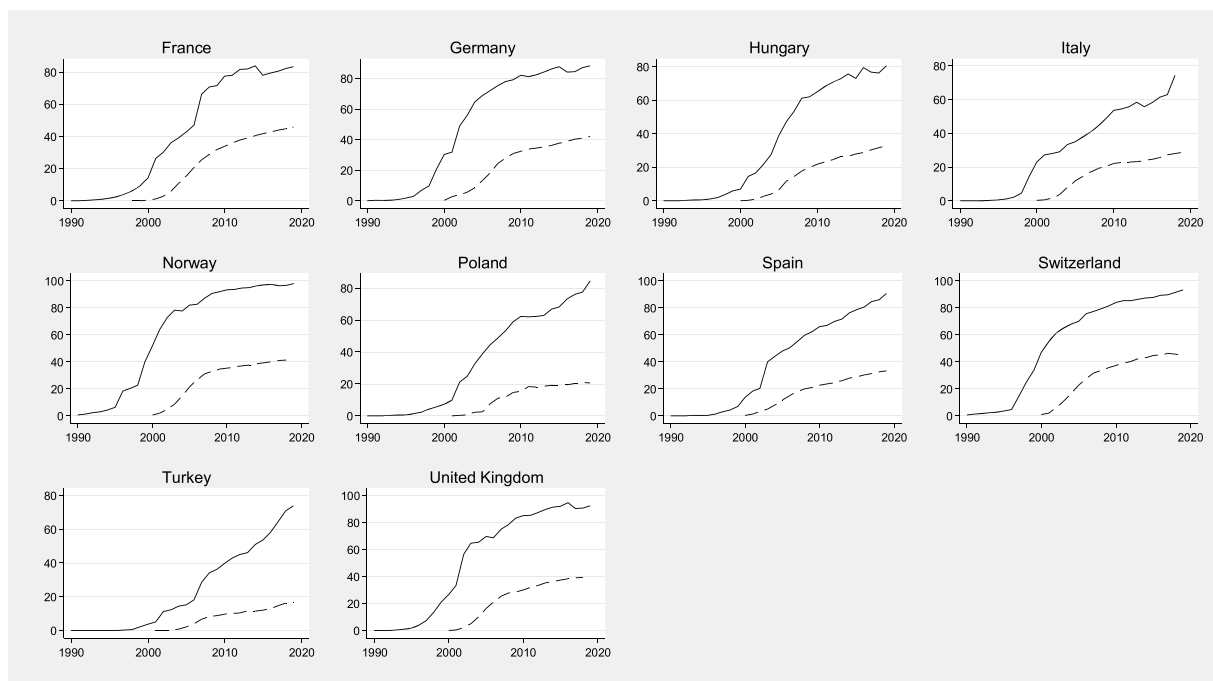 France Germany Hungary Italy
80 80 80 80
60 60 60 60
40 40 40 40
20 20 20 20
0 0 0 0
1990 2000 2010 2020 1990 2000 2010 2020 1990 2000 2010 2020 1990 2000 2010 2020
Norway Poland Spain Switzerland
100 80 100 100
80 60 80 80
60 40 60 60
40 20 40 40
20 0 20 20
0 0 0
1990 2000 2010 2020 1990 2000 2010 2020 1990 2000 2010 2020 1990 2000 2010 2020
Turkey United Kingdom
80 100
60 80
40 60
20 40
0 20
0
1990 2000 2010 2020 1990 2000 2010 2020